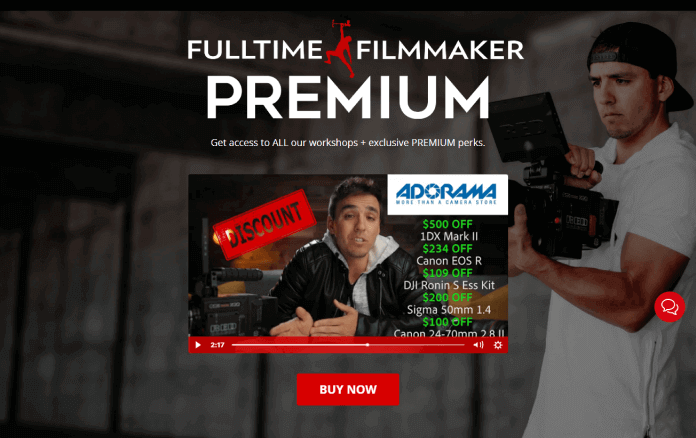 FULLTIME FILMMAKER
PREMIUM
Get access to ALL our workshops + exclusive PREMIUM perks.
DISCOUNT
ADORAMA
MORE THAN A CAMERA STORE
$500 OFF
1DX Mark II
$234 OFF
Canon EOS R
$109 OFF
DJI Ronin S Ess Kit
$200 OFF
Sigma 50mm 1.4
$100 OFF
Canon 24-70mm 2.8 II
2:17
BUY NOW